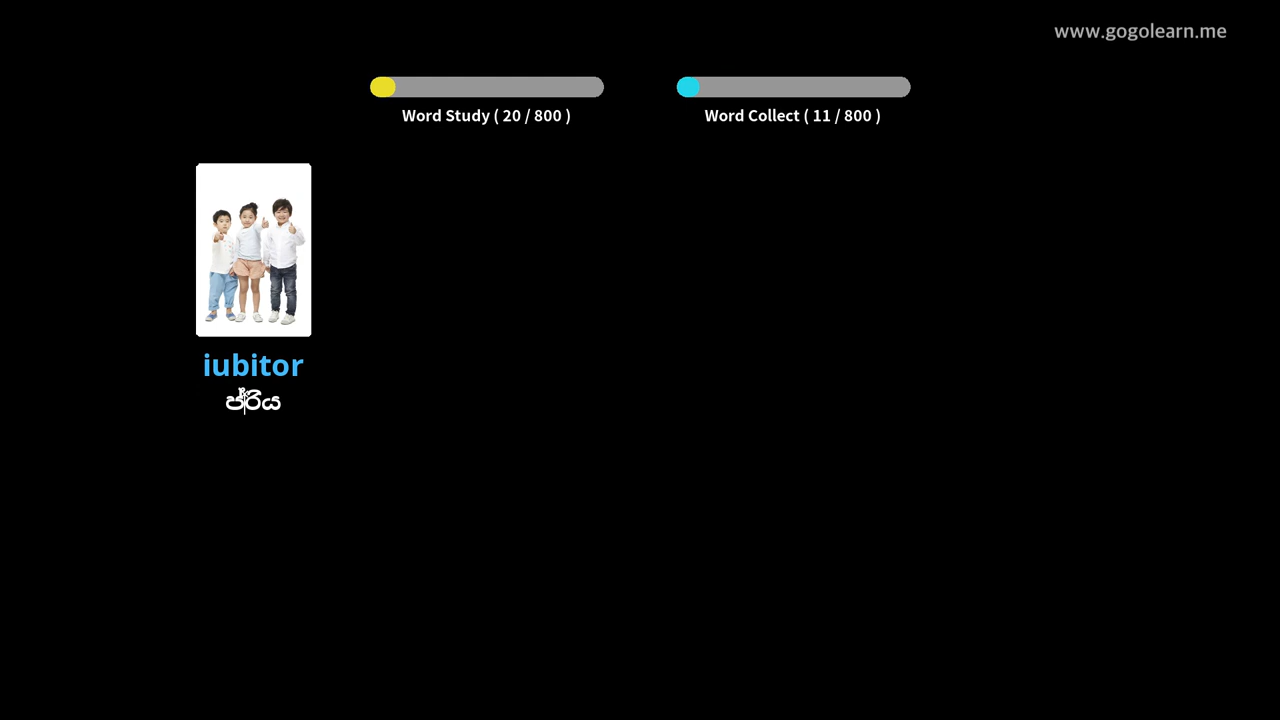 www.gogolearn.me
Word Study ( 20 / 800 )
Word Collect ( 11 / 800 )
iubitor
ප්‍රිය